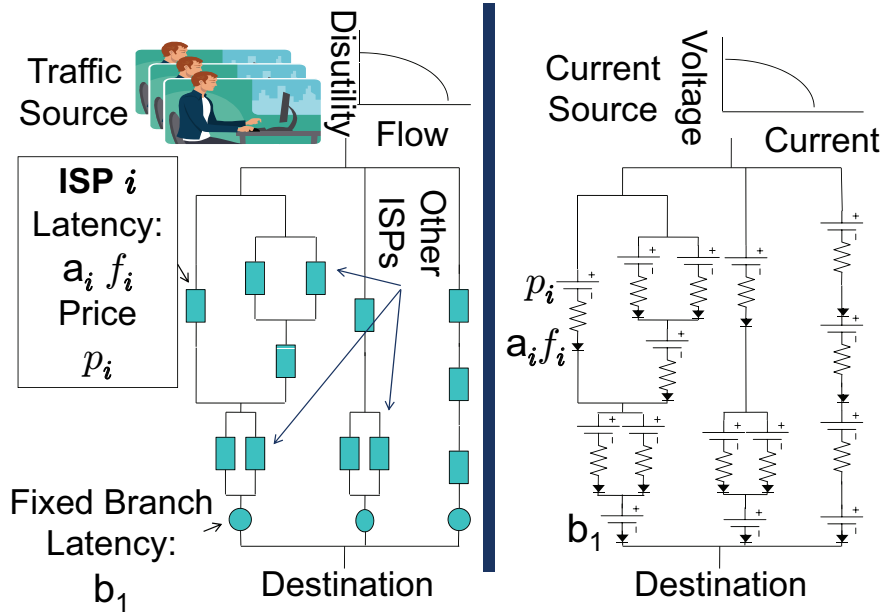 Traffic
Source
Disutility
Flow
ISP i
Latency:
a_i f_i
Price
p_i
Other
ISPs
Fixed Branch
Latency:
b_1
Destination
Current
Source
Voltage
Current
+
-
p_i
+
-
+
-
+
-
+
-
a_i f_i
+
-
+
-
+
-
+
-
+
-
+
-
+
-
b_1
+
-
+
-
+
-
Destination